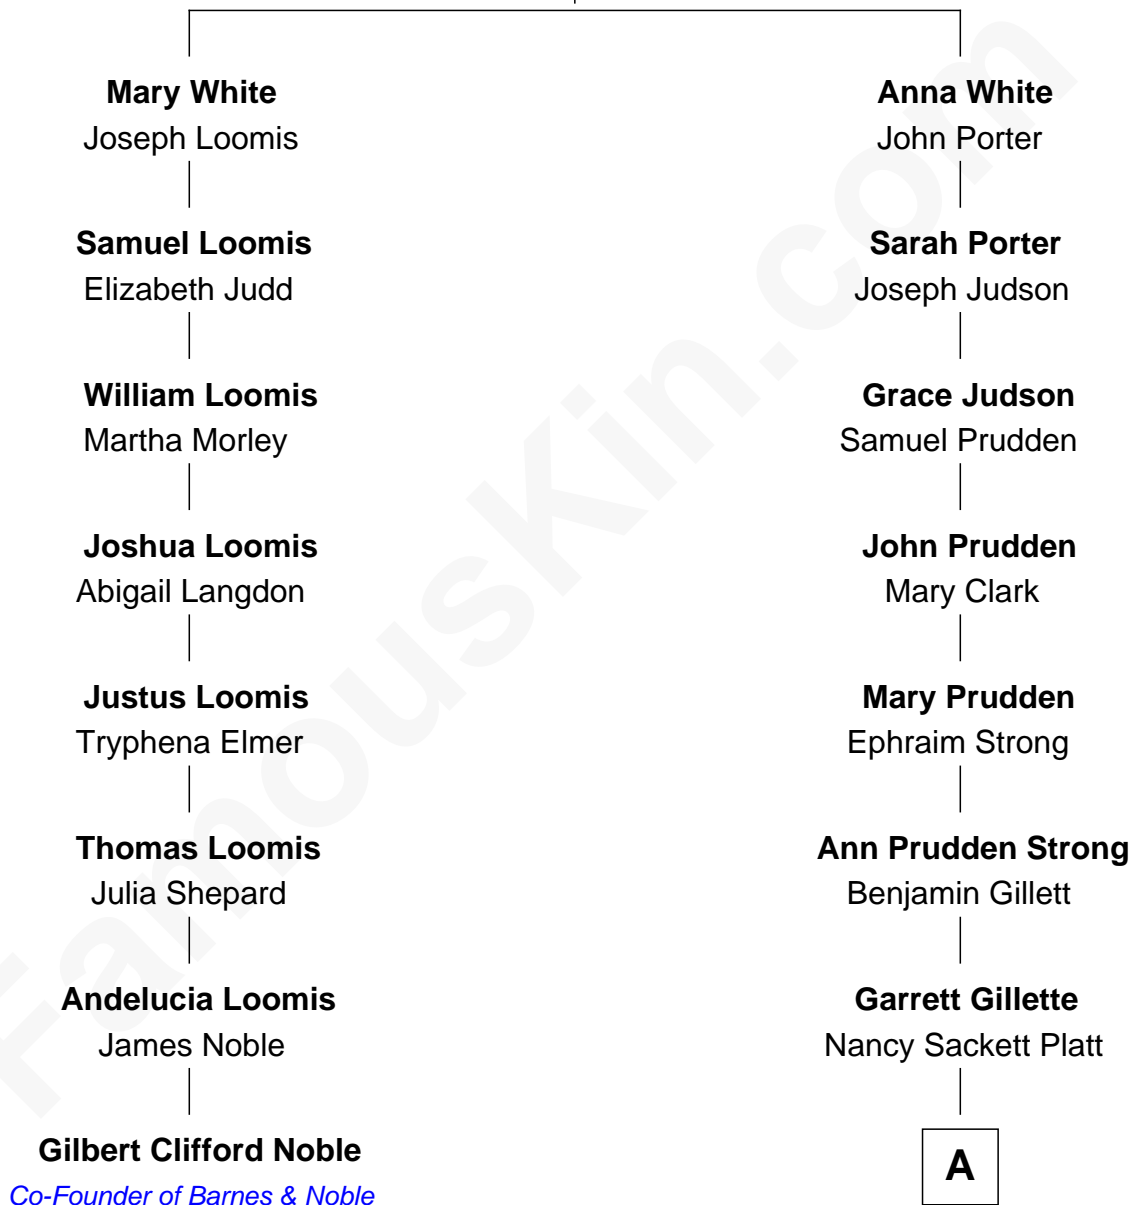 Mary White
Joseph Loomis
Anna White
John Porter
Samuel Loomis
Elizabeth Judd
Sarah Porter
Joseph Judson
William Loomis
Martha Morley
Grace Judson
Samuel Prudden
Joshua Loomis
Abigail Langdon
John Prudden
Mary Clark
Justus Loomis
Tryphena Elmer
Mary Prudden
Ephraim Strong
Thomas Loomis
Julia Shepard
Ann Prudden Strong
Benjamin Gillett
Andelucia Loomis
James Noble
Garrett Gillette
Nancy Sackett Platt
Gilbert Clifford Noble
Co-Founder of Barnes & Noble
A
FamousKin.com